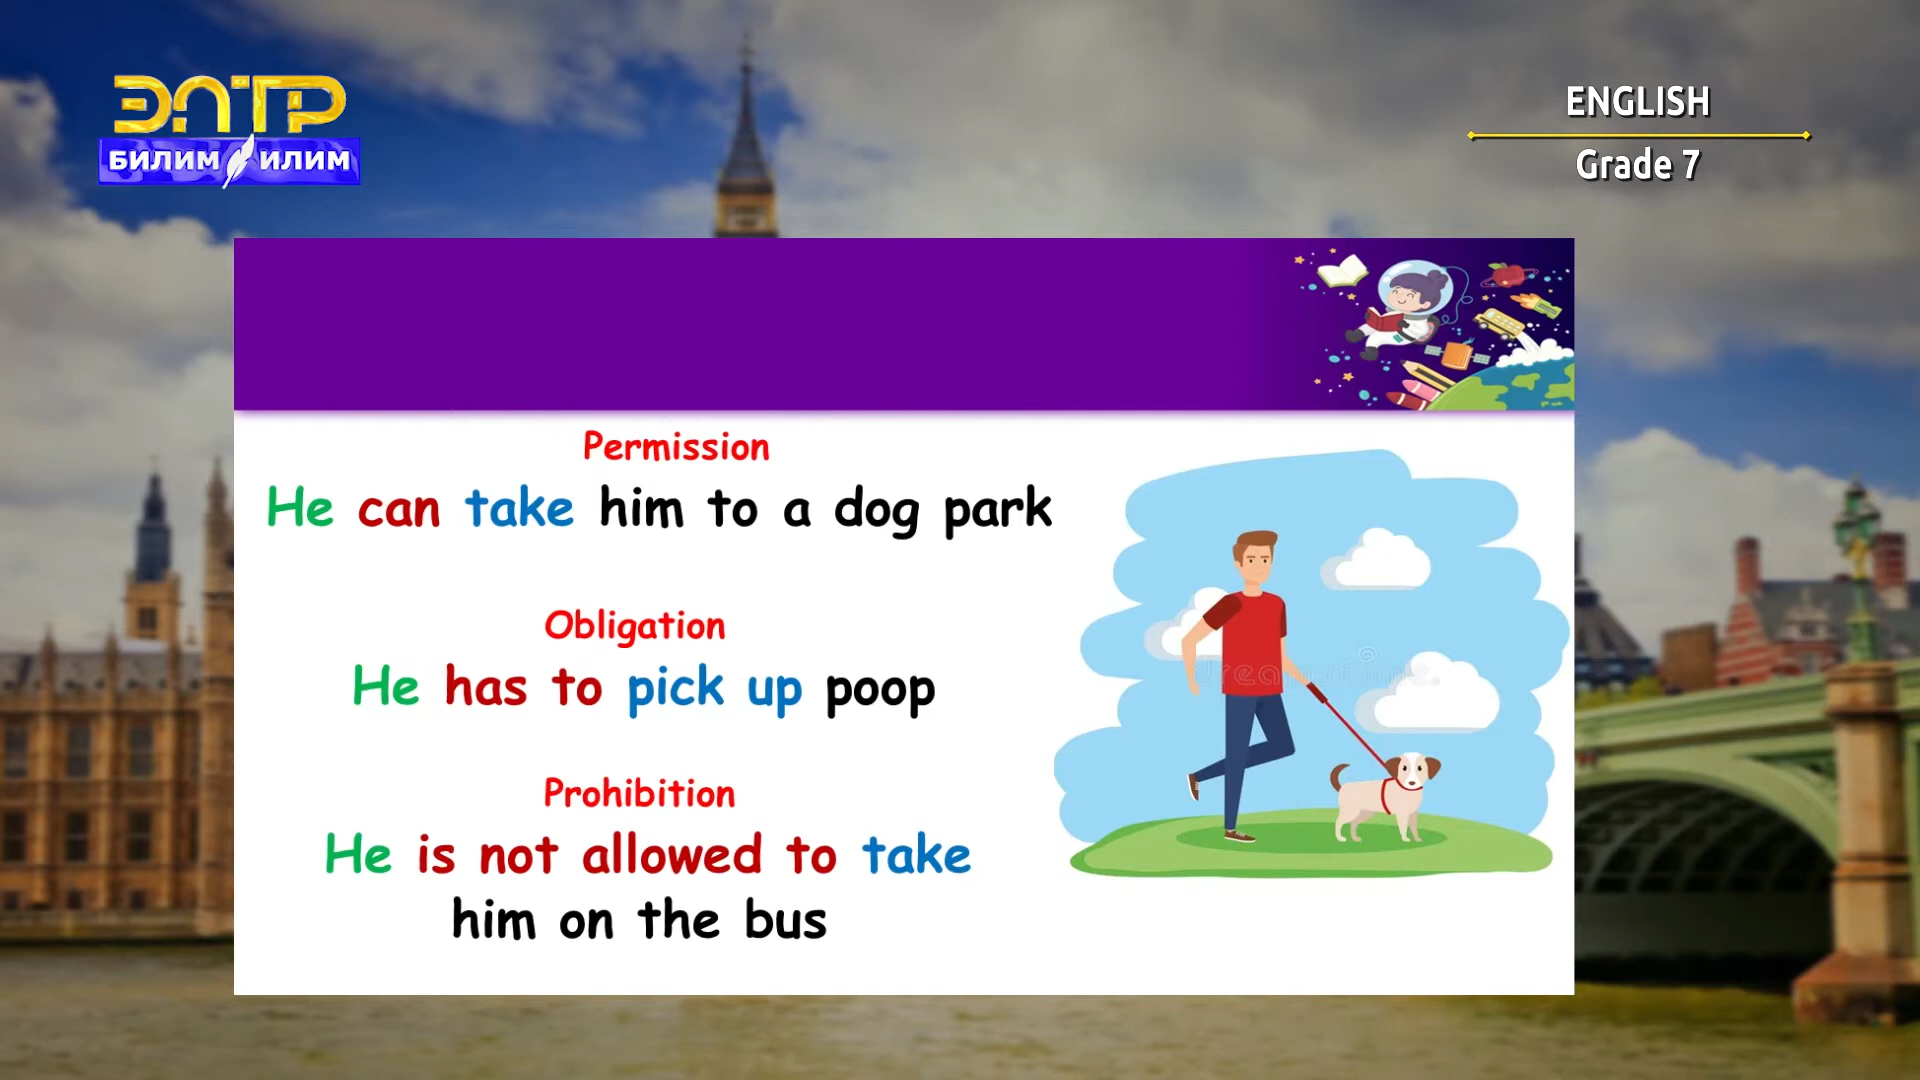 ЭЛТР
БИЛИМ ИЛИМ
ENGLISH
Grade 7
Permission
He can take him to a dog park
Obligation
He has to pick up poop
Prohibition
He is not allowed to take
him on the bus